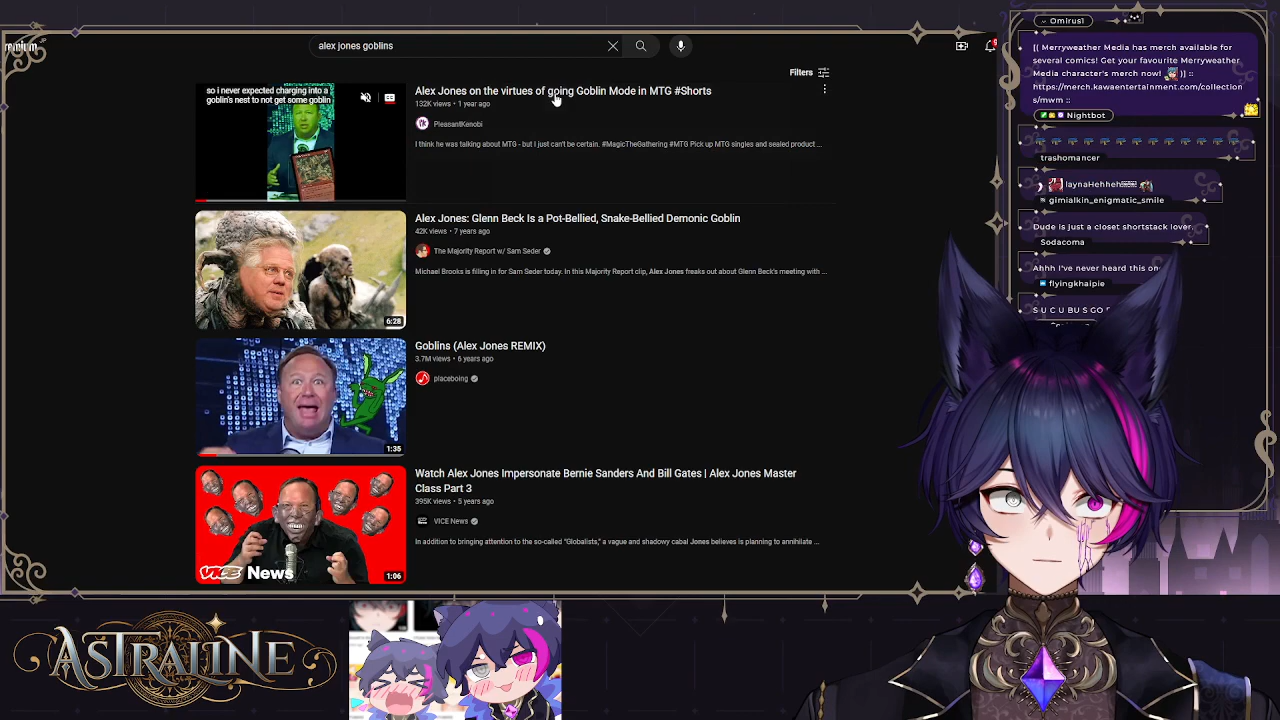 alex jones goblins
Filters
so i never expected charging into a
goblin's nest to not get some goblin
Alex Jones on the virtues of going Goblin Mode in MTG #Shorts
132K views • 1 year ago
PleasantKenobi
I think he was talking about MTG - but I just can't be certain. #MagicTheGathering #MTG Pick up MTG singles and sealed product ...
Alex Jones: Glenn Beck Is a Pot-Bellied, Snake-Bellied Demonic Goblin
42K views • 7 years ago
The Majority Report w/ Sam Seder
Michael Brooks is filling in for Sam Seder today. In this Majority Report clip, Alex Jones freaks out about Glenn Beck's meeting with ...
6:28
Goblins (Alex Jones REMIX)
3.7M views • 6 years ago
placeboing
1:35
Watch Alex Jones Impersonate Bernie Sanders And Bill Gates | Alex Jones Master
Class Part 3
395K views • 5 years ago
VICE News
In addition to bringing attention to the so-called "Globalists," a vague and shadowy cabal Jones believes is planning to annihilate ...
VICE News
1:06
Omirus1
[( Merryweather Media has merch available for
several comics! Get your favourite Merryweather
Media character's merch now!
)] ::
https://merch.kawaentertainment.com/collection
s/mwm ::
Nightbot
trashomancer
laynaHehheh
gimialkin_enigmatic_smile
Dude is just a closet shortstack lover
Sodacoma
Ahhh I've never heard this one
flyingkhalpie
S U C U B U S G O
ASTRALINE